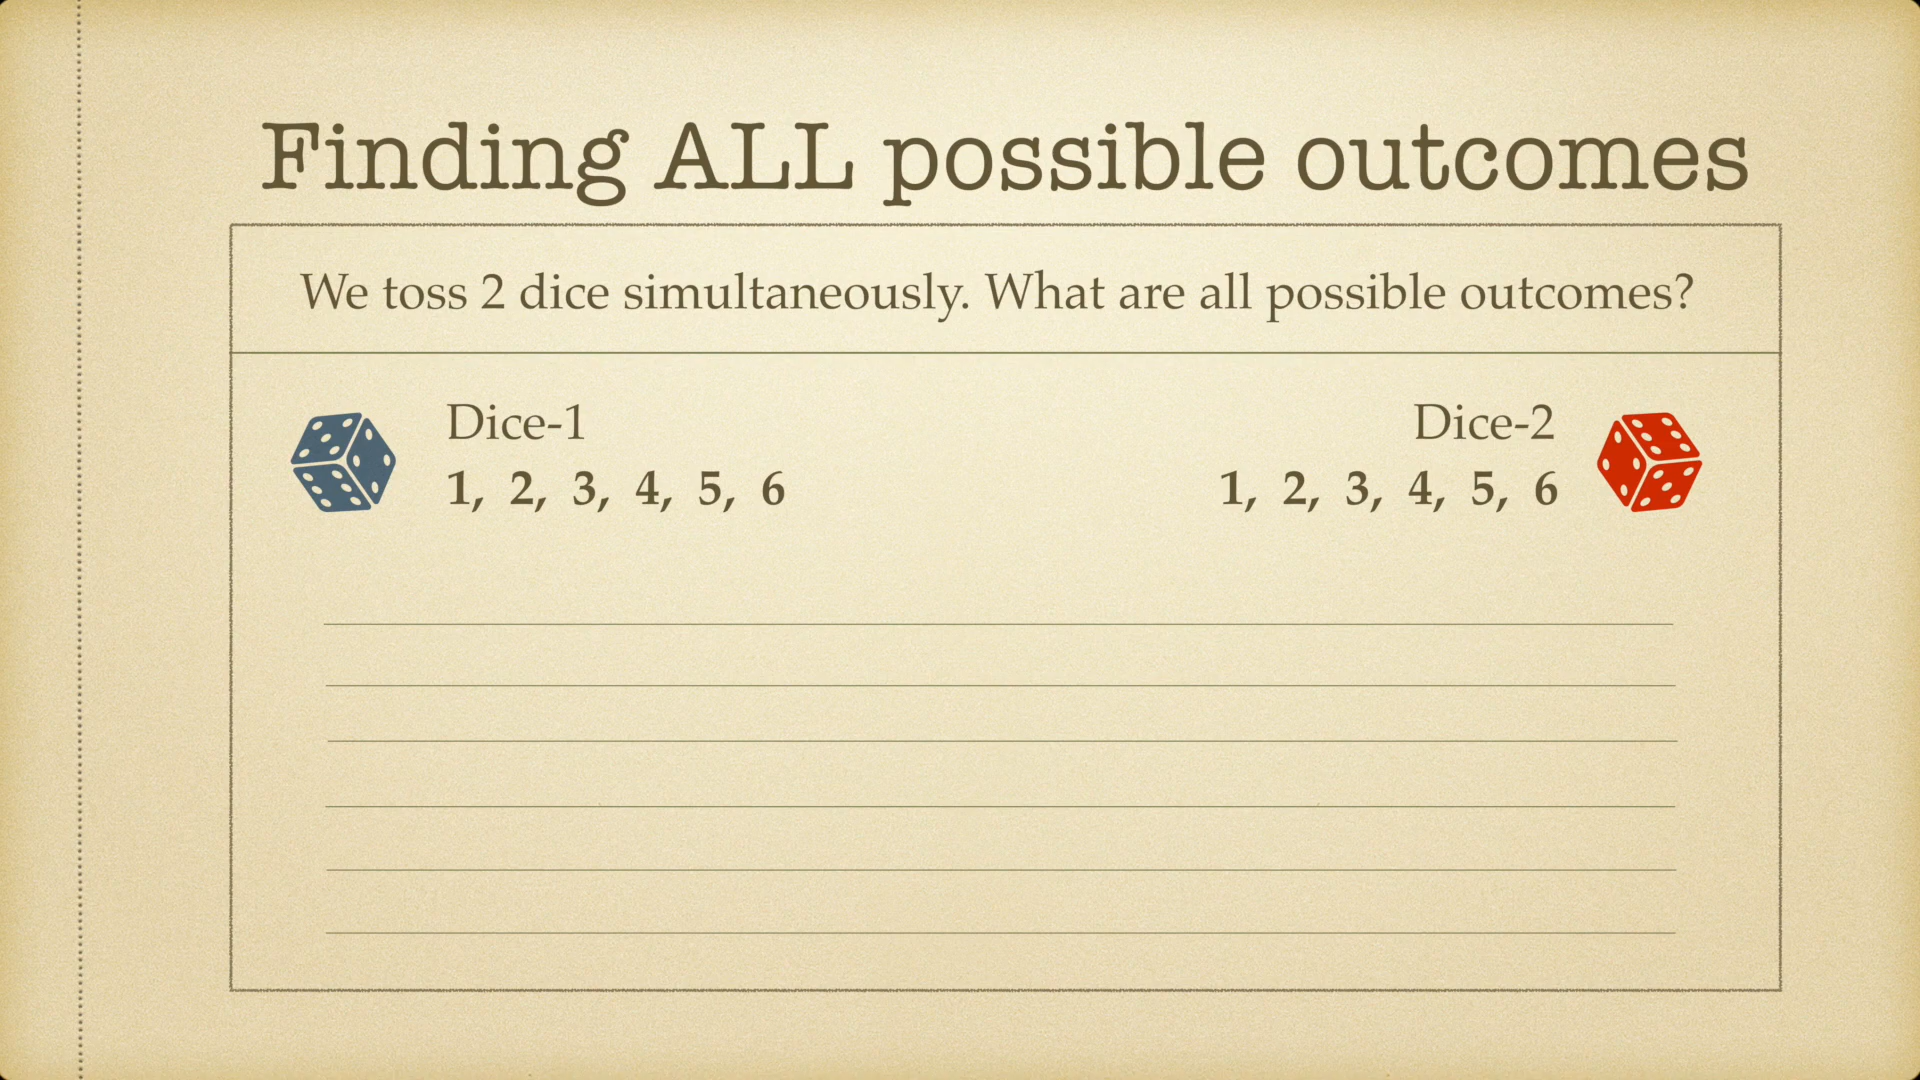 Finding ALL possible outcomes
We toss 2 dice simultaneously. What are all possible outcomes?
Dice-1
1, 2, 3, 4, 5, 6
Dice-2
1, 2, 3, 4, 5, 6